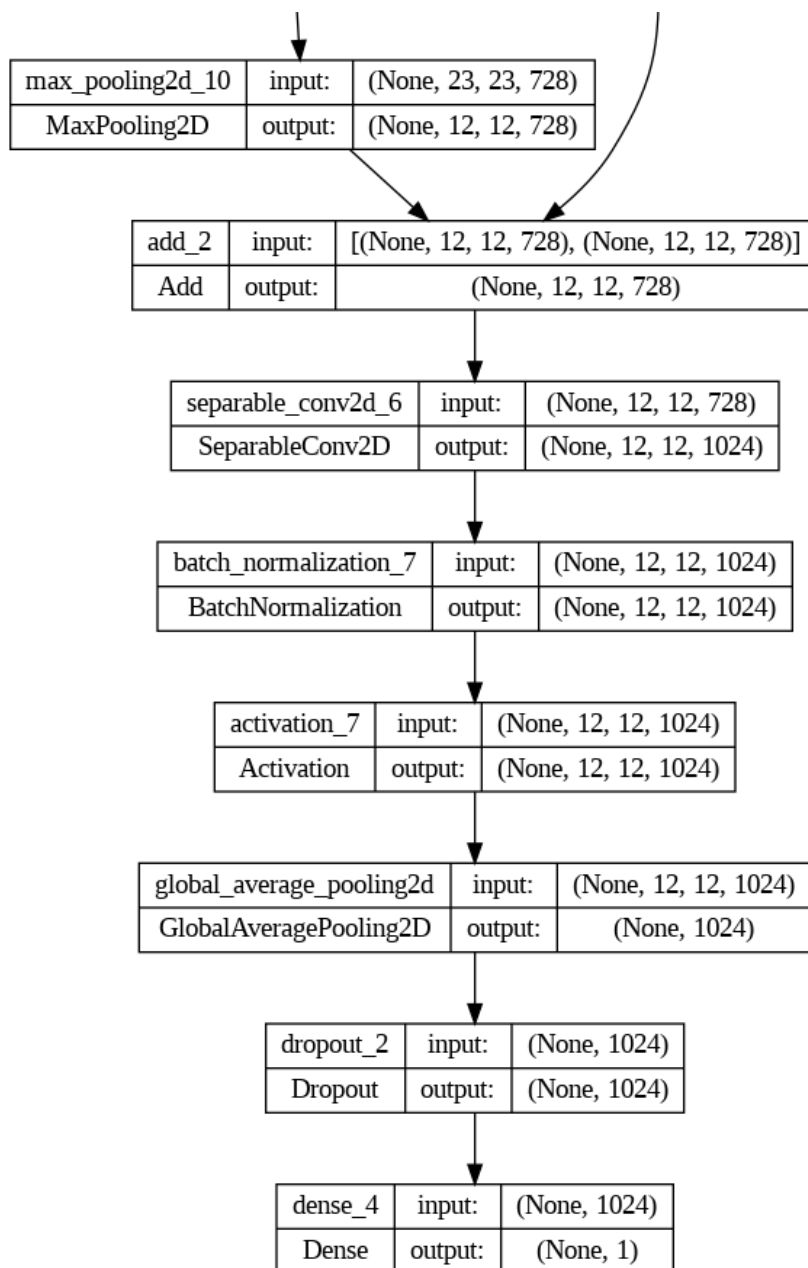 max_pooling2d_10 input: (None, 23, 23, 728)
MaxPooling2D output: (None, 12, 12, 728)
add_2 input: [(None, 12, 12, 728), (None, 12, 12, 728)]
Add output: (None, 12, 12, 728)
separable_conv2d_6 input: (None, 12, 12, 728)
SeparableConv2D output: (None, 12, 12, 1024)
batch_normalization_7 input: (None, 12, 12, 1024)
BatchNormalization output: (None, 12, 12, 1024)
activation_7 input: (None, 12, 12, 1024)
Activation output: (None, 12, 12, 1024)
global_average_pooling2d input: (None, 12, 12, 1024)
GlobalAveragePooling2D output: (None, 1024)
dropout_2 input: (None, 1024)
Dropout output: (None, 1024)
dense_4 input: (None, 1024)
Dense output: (None, 1)